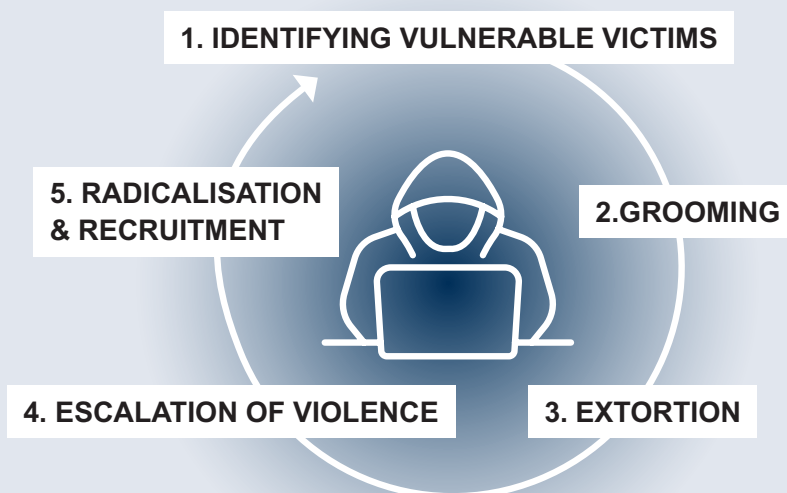 1. IDENTIFYING VULNERABLE VICTIMS
2.GROOMING
3. EXTORTION
4. ESCALATION OF VIOLENCE
5. RADICALISATION
& RECRUITMENT